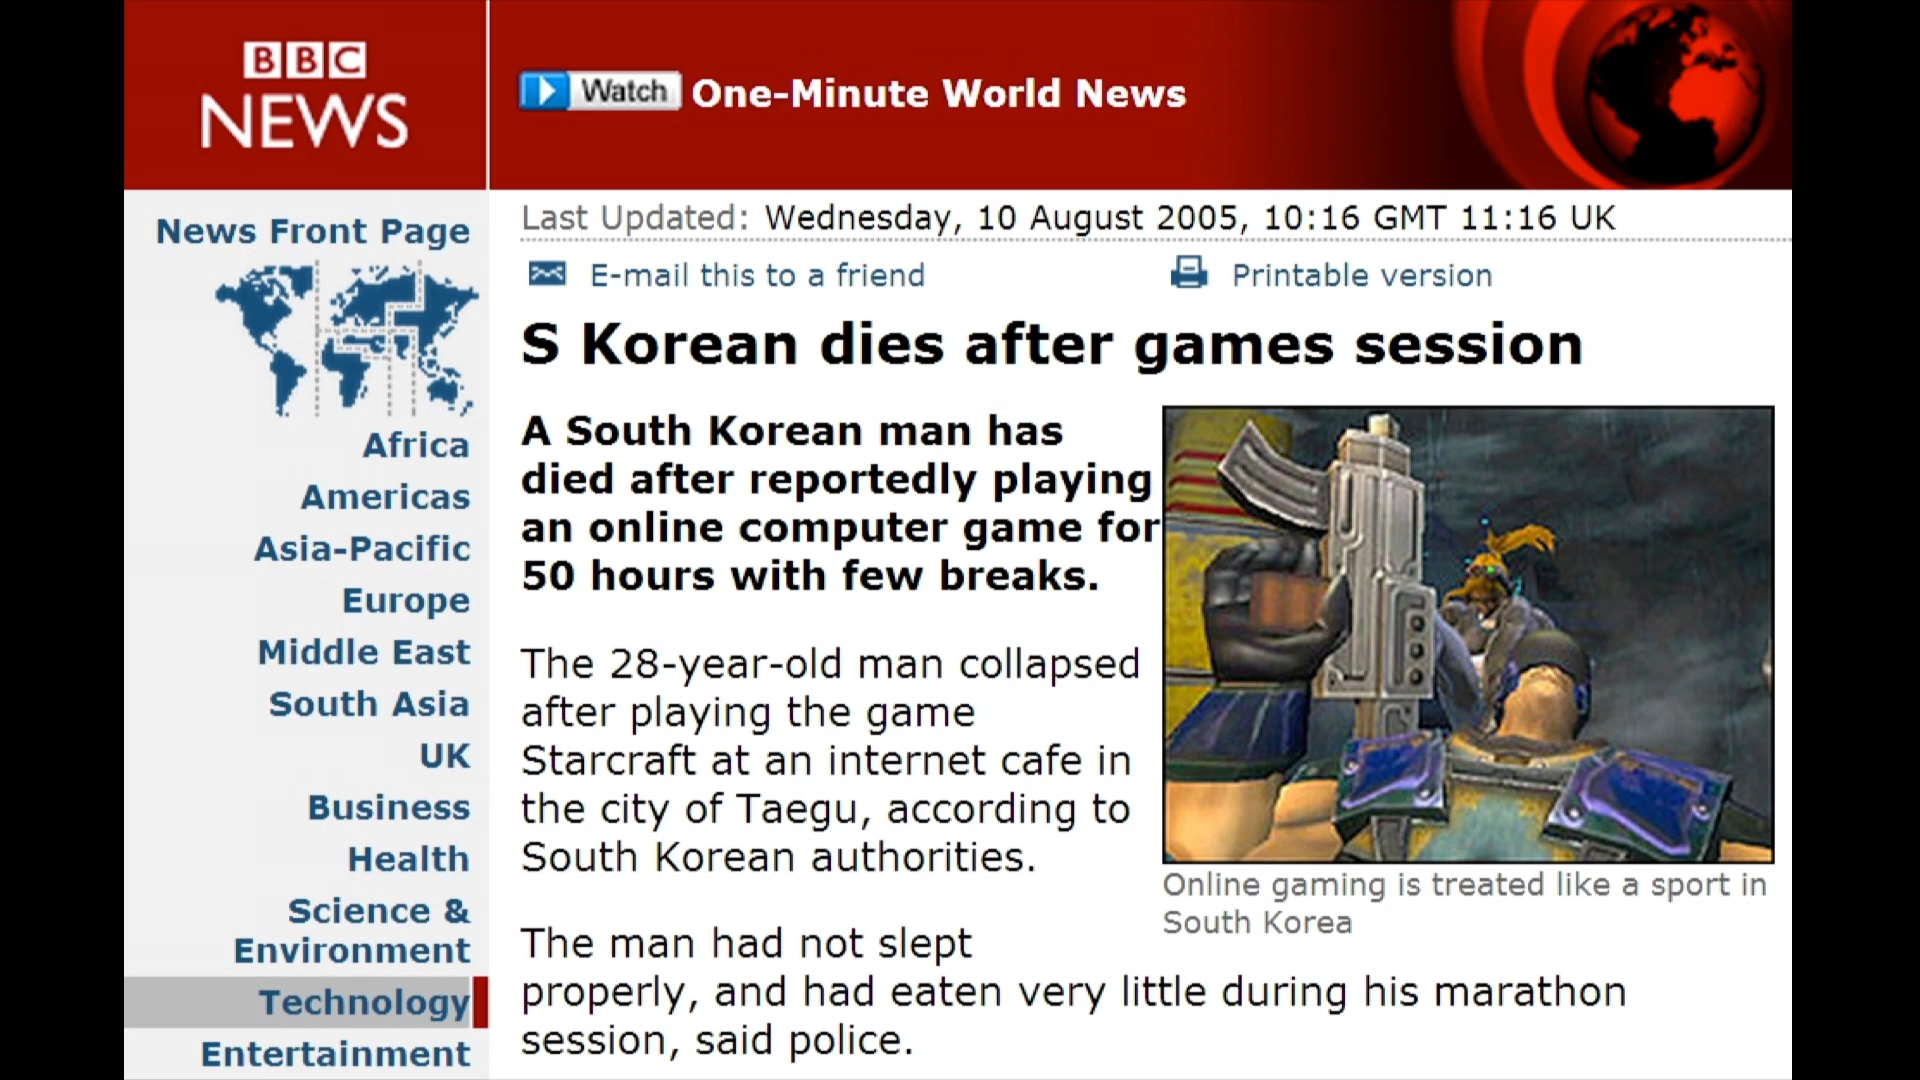 BBC
NEWS
Watch One-Minute World News
News Front Page
Africa
Americas
Asia-Pacific
Europe
Middle East
South Asia
UK
Business
Health
Science &
Environment
Technology
Entertainment
Last Updated: Wednesday, 10 August 2005, 10:16 GMT 11:16 UK
E-mail this to a friend
Printable version
S Korean dies after games session
A South Korean man has
died after reportedly playing
an online computer game for
50 hours with few breaks.
The 28-year-old man collapsed
after playing the game
Starcraft at an internet cafe in
the city of Taegu, according to
South Korean authorities.
Online gaming is treated like a sport in
South Korea
The man had not slept
properly, and had eaten very little during his marathon
session, said police.